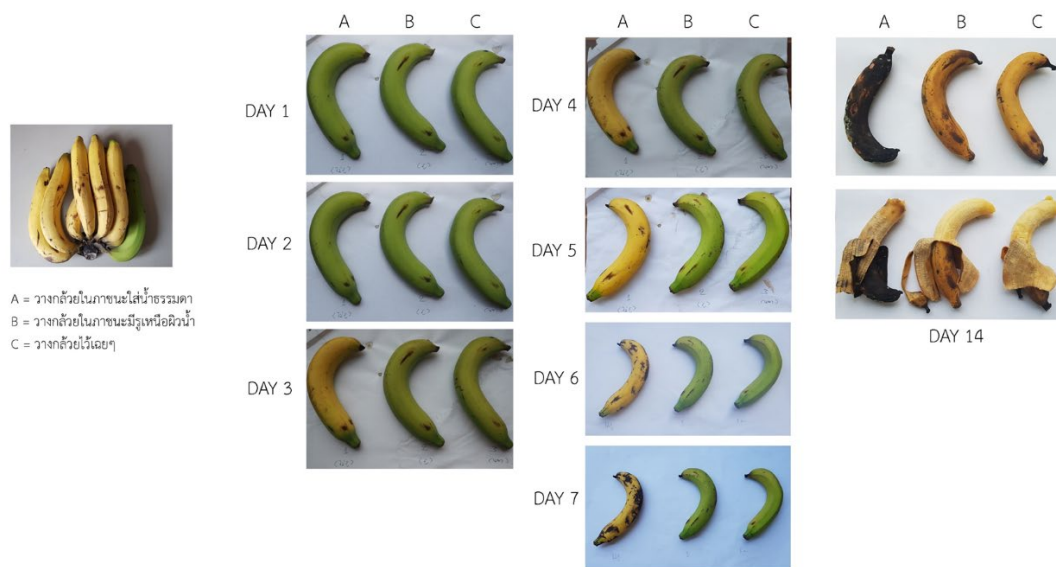 A B C
DAY 1
DAY 2
DAY 3
A = วางกล้วยในภาชนะใส่น้ำธรรมดา
B = วางกล้วยในภาชนะมีรูเหนือผิวน้ำ
C = วางกล้วยไว้เฉยๆ
A B C
DAY 4
DAY 5
DAY 6
DAY 7
A B C
DAY 14